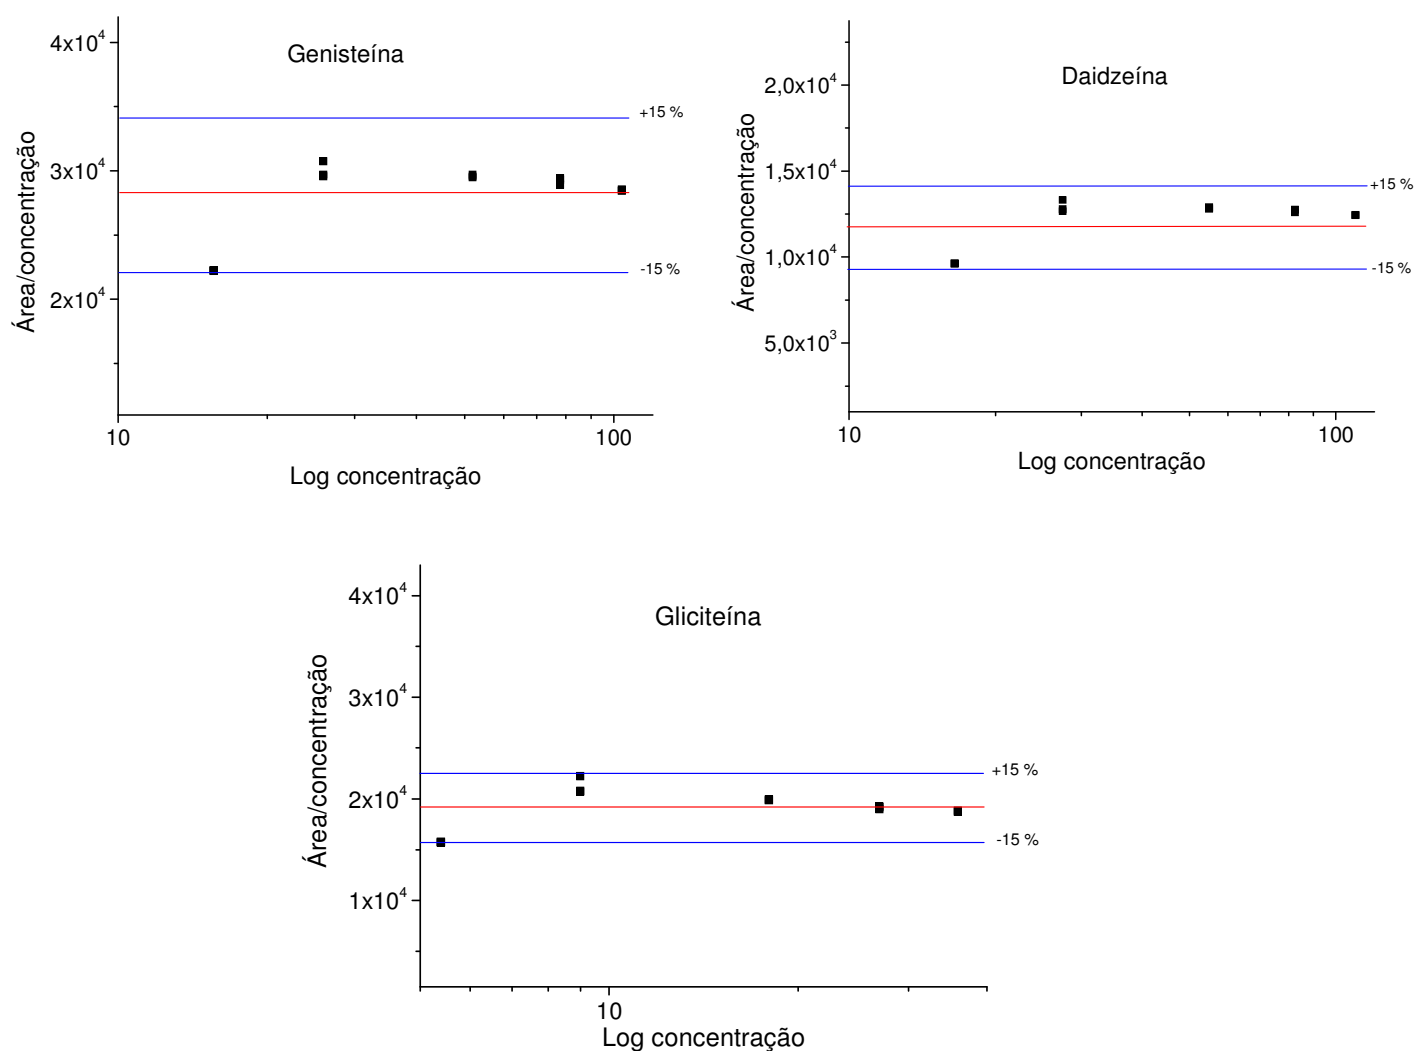 Genisteína
4x10⁴
3x10⁴
2x10⁴
+15 %
-15 %
Área/concentração
10
100
Log concentração
Daidzeína
2,0x10⁴
1,5x10⁴
1,0x10⁴
5,0x10³
+15 %
-15 %
Área/concentração
10
100
Log concentração
Gliciteína
4x10⁴
3x10⁴
2x10⁴
1x10⁴
+15 %
-15 %
Área/concentração
10
Log concentração